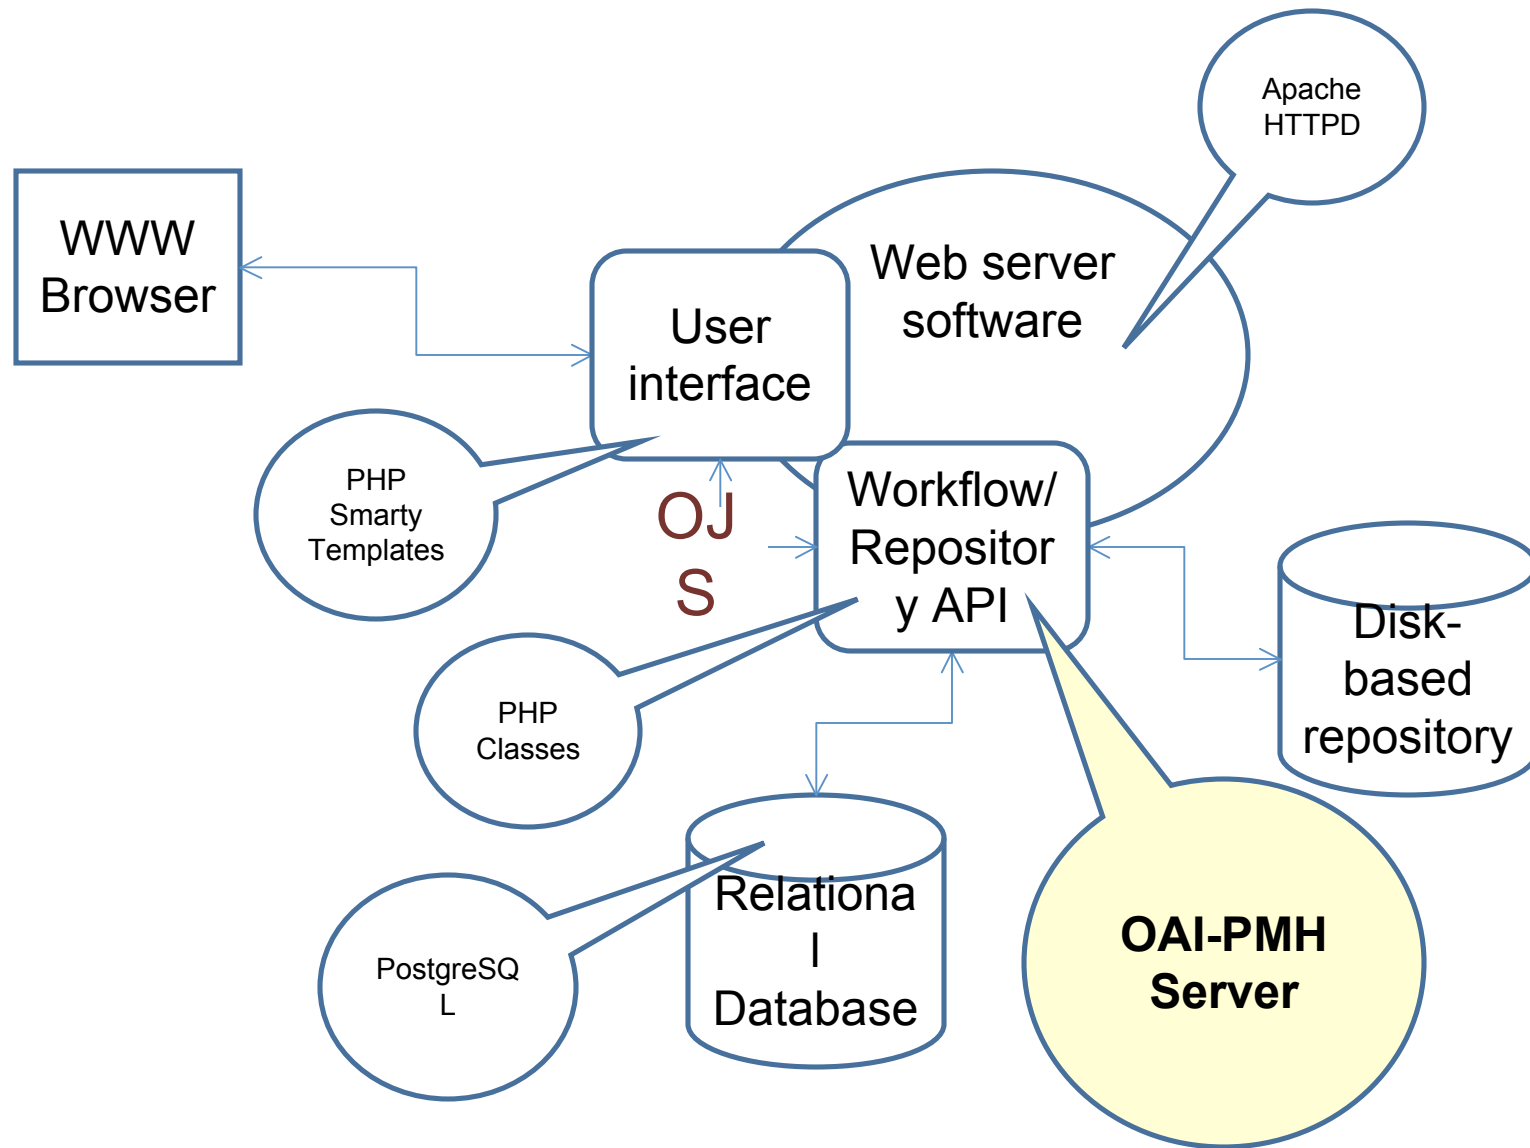 Apache
HTTPD
WWW
Browser
Web server
software
User
interface
PHP
Smarty
Templates
OJ
S
Workflow/
Repositor
y API
Disk-
based
repository
PHP
Classes
Relationa
l
Database
PostgreSQ
L
OAI-PMH
Server